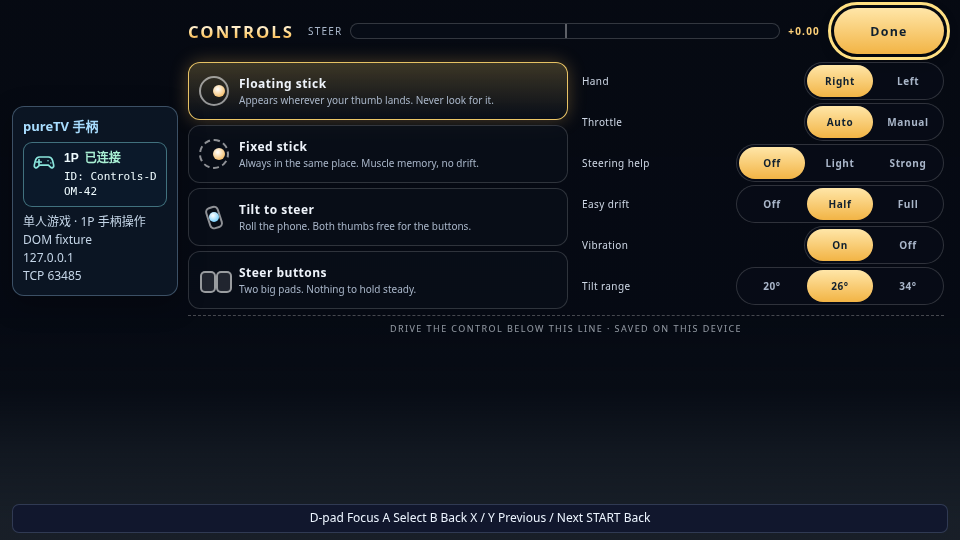 CONTROLS STEER +0.00 Done
pureTV 手柄
1P 已连接
ID: Controls-D
OM-42
单人游戏 · 1P 手柄操作
DOM fixture
127.0.0.1
TCP 63485
Floating stick
Appears wherever your thumb lands. Never look for it.
Fixed stick
Always in the same place. Muscle memory, no drift.
Tilt to steer
Roll the phone. Both thumbs free for the buttons.
Steer buttons
Two big pads. Nothing to hold steady.
Hand Right Left
Throttle Auto Manual
Steering help Off Light Strong
Easy drift Off Half Full
Vibration On Off
Tilt range 20° 26° 34°
DRIVE THE CONTROL BELOW THIS LINE · SAVED ON THIS DEVICE
D-pad Focus A Select B Back X / Y Previous / Next START Back